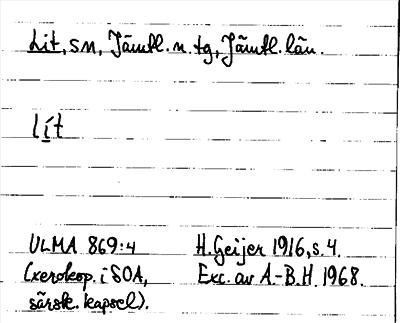 Lit, sn, Jämtl. n. tg, Jämtl. län.
lít
ULMA 869:4 H. Geijer 1916, s. 4.
(xerokop. i SOA, Exc. av A.-B. H. 1968.
särsk. kapsel).